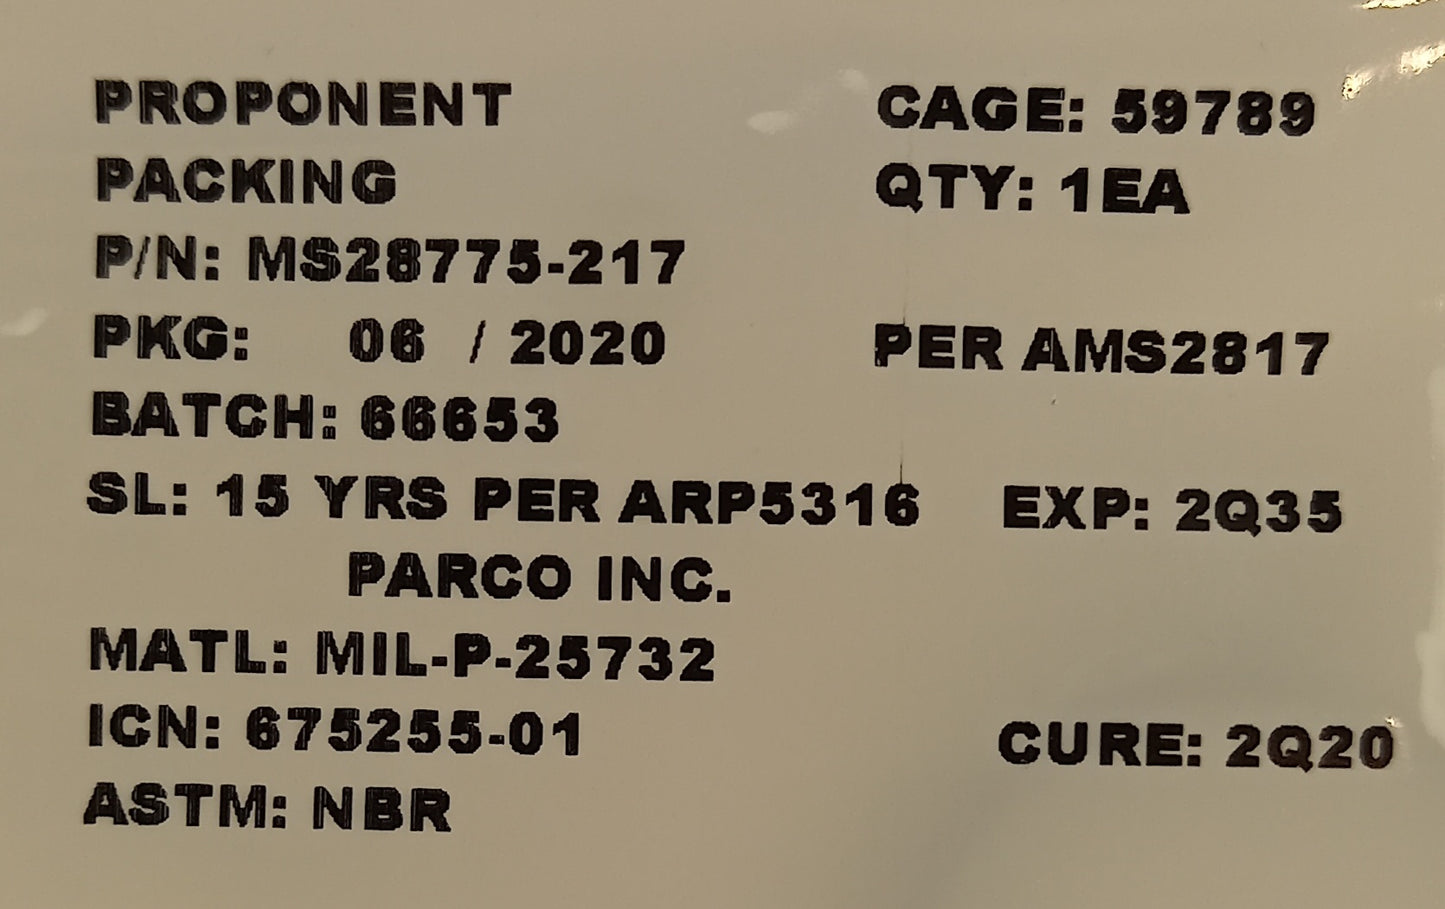 PROPONENT CAGE: 59789
PACKING QTY: 1EA
P/N: MS28775-217
PKG: 06 / 2020 PER AMS2817
BATCH: 66653
SL: 15 YRS PER ARP5316 EXP: 2Q35
PARCO INC.
MATL: MIL-P-25732
ICN: 675255-01 CURE: 2Q20
ASTM: NBR